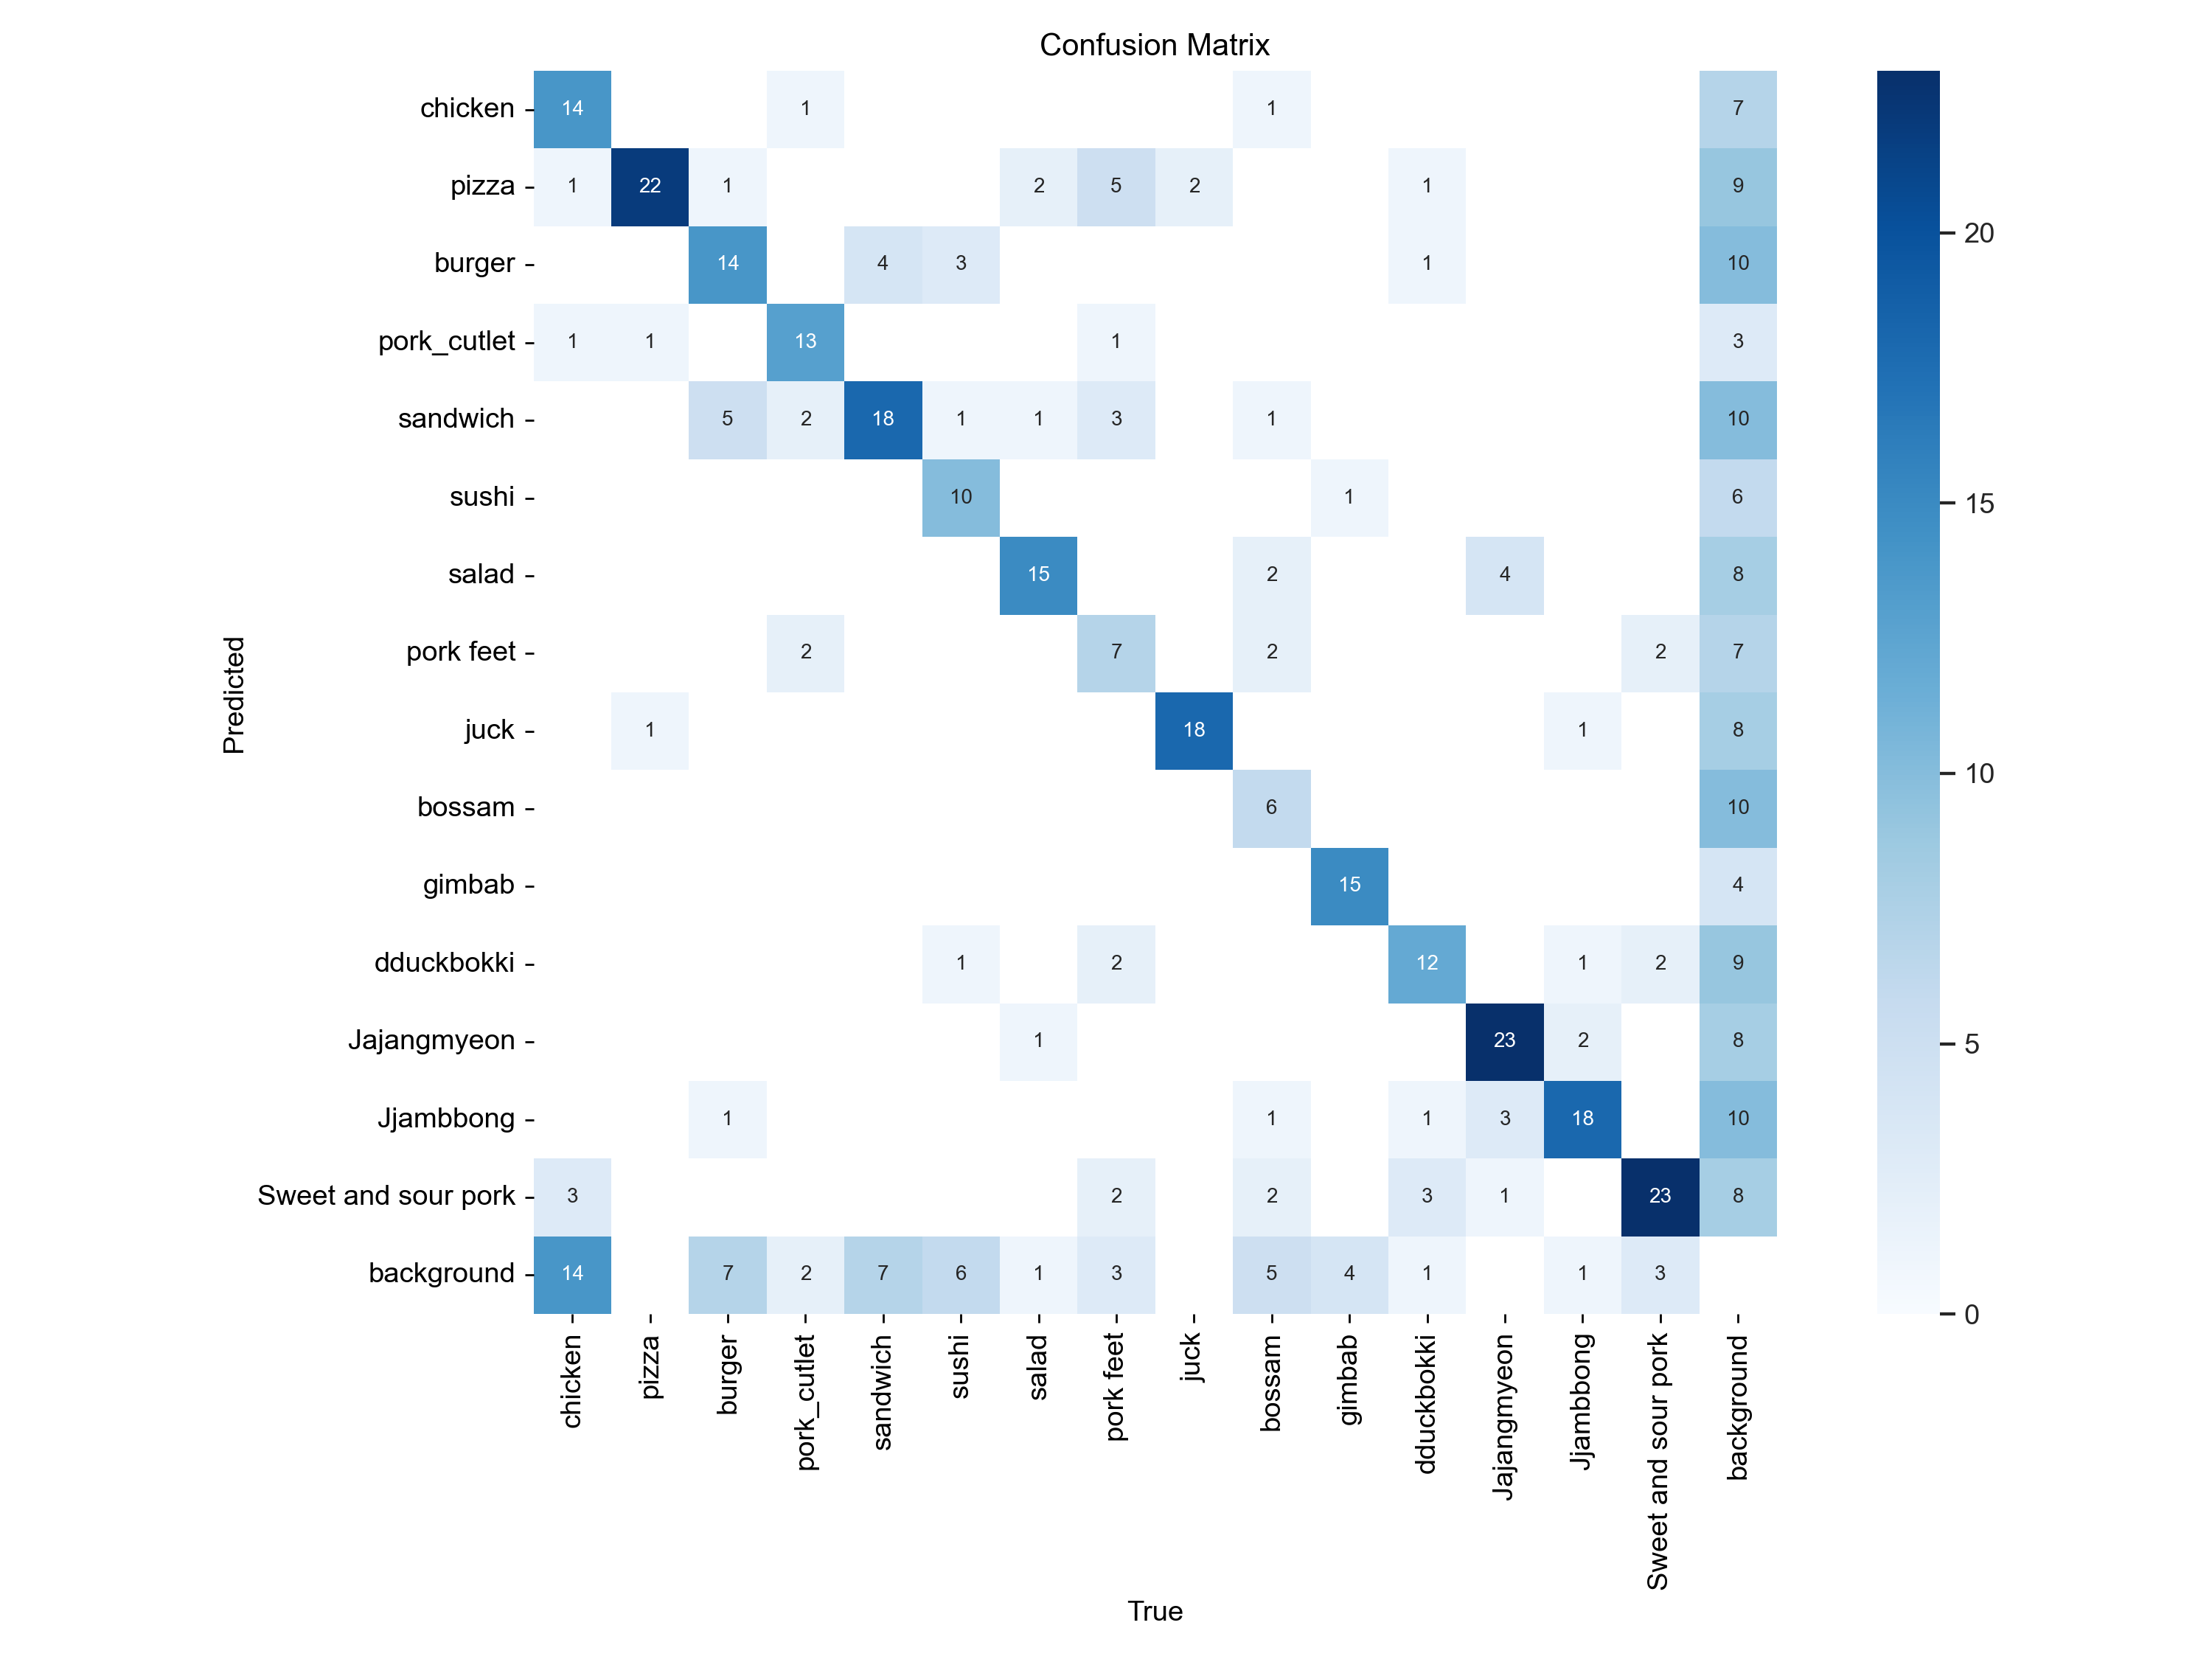 Confusion Matrix
chicken 14 1 1 7
pizza 1 22 1 2 5 2 1 9
burger 14 4 3 1 10
pork_cutlet 1 1 13 1 3
sandwich 5 2 18 1 1 3 1 10
sushi 10 1 6
salad 15 2 4 8
pork feet 2 7 2 2 7
juck 1 18 1 8
bossam 6 10
gimbab 15 4
dduckbokki 1 2 12 1 2 9
Jajangmyeon 1 23 2 8
Jjambbong 1 1 1 3 18 10
Sweet and sour pork 3 2 2 3 1 23 8
background 14 7 2 7 6 1 3 5 4 1 1 3
Predicted
chicken
pizza
burger
pork_cutlet
sandwich
sushi
salad
pork feet
juck
bossam
gimbab
dduckbokki
Jajangmyeon
Jjambbong
Sweet and sour pork
background
True
20
15
10
5
0